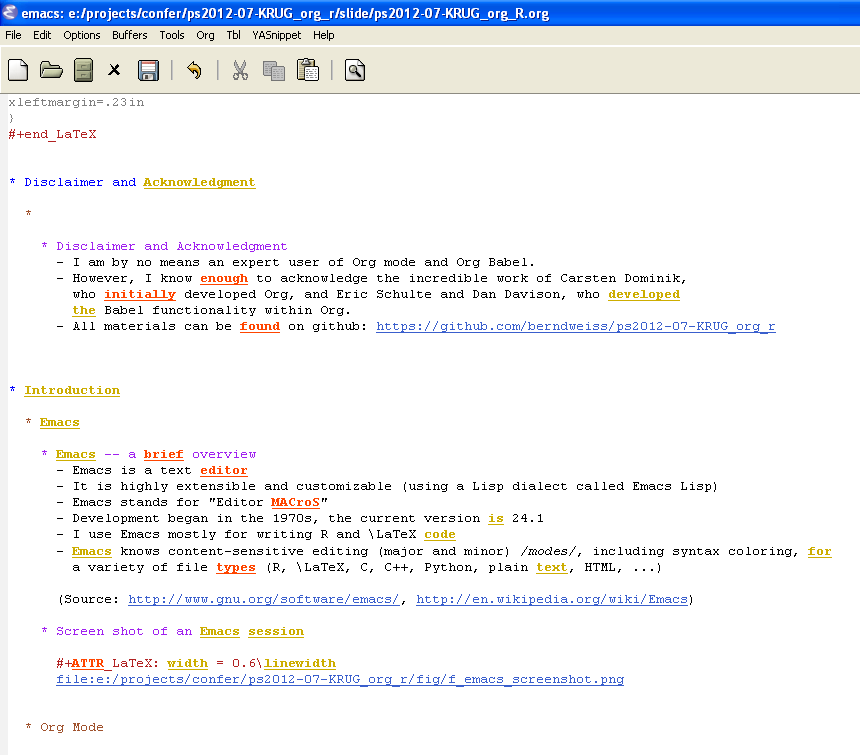 emacs: e:/projects/confer/ps2012-07-KRUG_org_r/slide/ps2012-07-KRUG_org_R.org
File Edit Options Buffers Tools Org Tbl YASnippet Help
xleftmargin=.23in
}
#+end_LaTeX
* Disclaimer and Acknowledgment
*
* Disclaimer and Acknowledgment
- I am by no means an expert user of Org mode and Org Babel.
- However, I know enough to acknowledge the incredible work of Carsten Dominik,
who initially developed Org, and Eric Schulte and Dan Davison, who developed
the Babel functionality within Org.
- All materials can be found on github: https://github.com/berndweiss/ps2012-07-KRUG_org_r
* Introduction
* Emacs
* Emacs -- a brief overview
- Emacs is a text editor
- It is highly extensible and customizable (using a Lisp dialect called Emacs Lisp)
- Emacs stands for "Editor MACroS"
- Development began in the 1970s, the current version is 24.1
- I use Emacs mostly for writing R and \LaTeX code
- Emacs knows content-sensitive editing (major and minor) /modes/, including syntax coloring, for
a variety of file types (R, \LaTeX, C, C++, Python, plain text, HTML, ...)
(Source: http://www.gnu.org/software/emacs/, http://en.wikipedia.org/wiki/Emacs)
* Screen shot of an Emacs session
#+ATTR_LaTeX: width = 0.6\linewidth
file:e:/projects/confer/ps2012-07-KRUG_org_r/fig/f_emacs_screenshot.png
* Org Mode